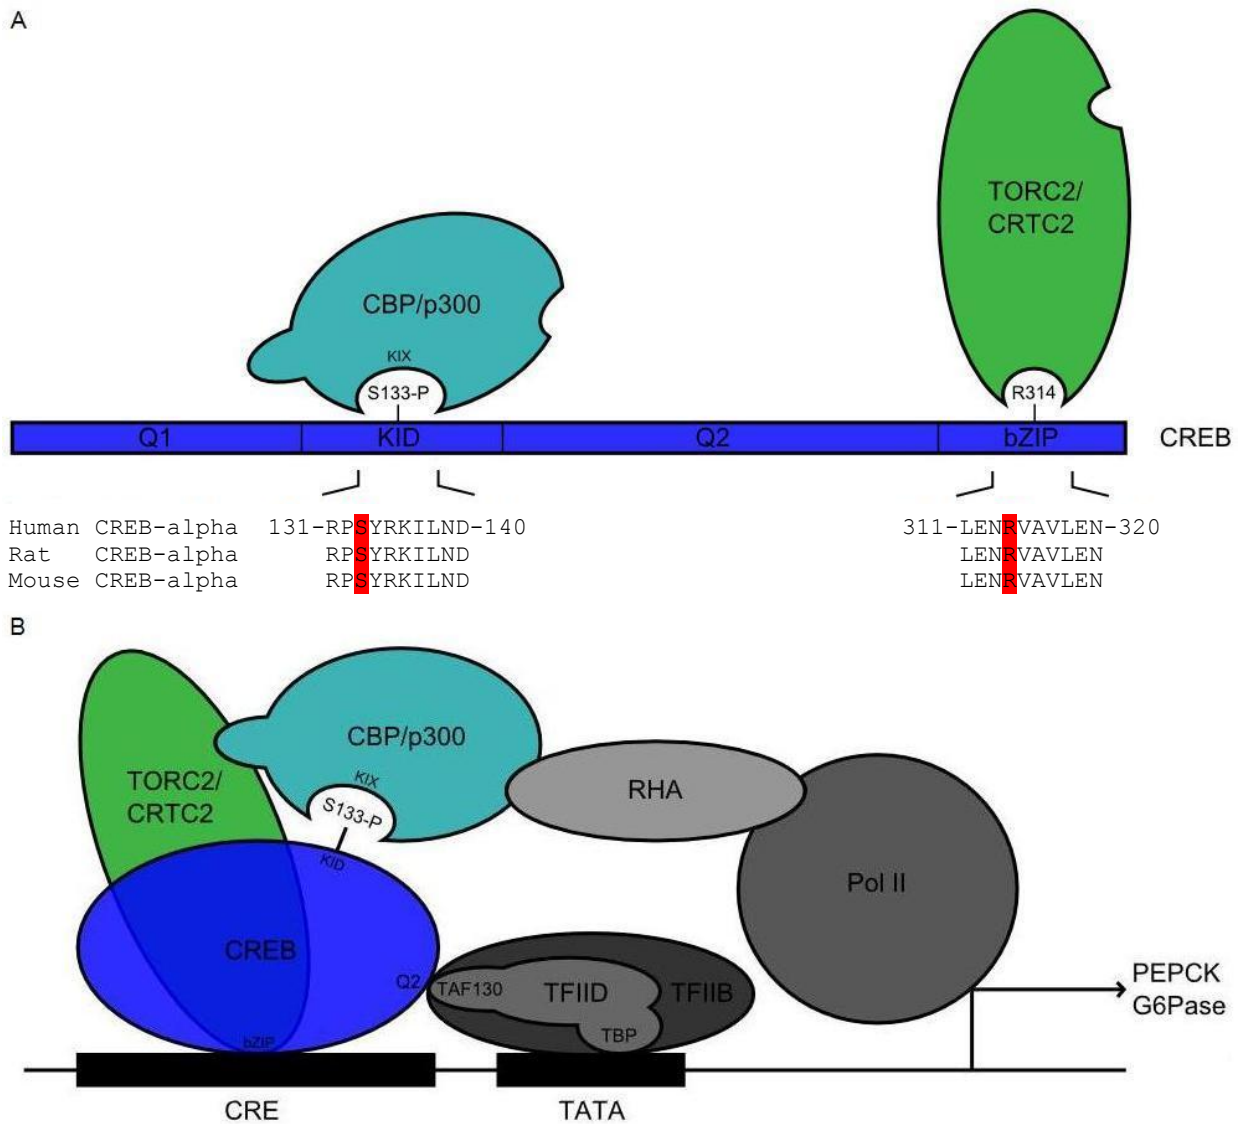 A
TORC2/
CRTC2
CBP/p300
KIX
S133-P
R314
Q1 KID Q2 bZIP CREB
Human CREB-alpha 131-RPSYRKILND-140 311-LENRVAVLEN-320
Rat CREB-alpha RPSYRKILND LENRVAVLEN
Mouse CREB-alpha RPSYRKILND LENRVAVLEN
B
CBP/p300
KIX
S133-P
KID
TORC2/
CRTC2
RHA
Pol II
CREB
Q2
TAF130
TFIID
TFIIB
TBP
bZIP
PEPCK
G6Pase
CRE
TATA